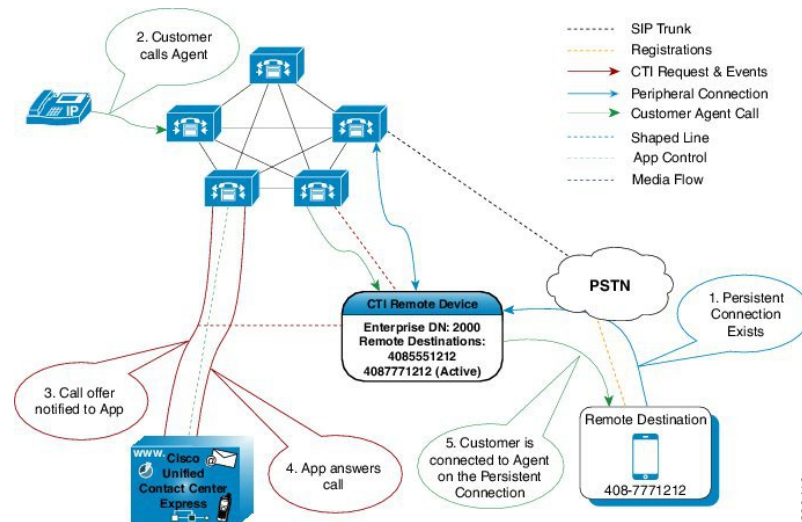 2. Customer
calls Agent
IP
SIP Trunk
Registrations
CTI Request & Events
Peripheral Connection
Customer Agent Call
Shaped Line
App Control
Media Flow
PSTN
1. Persistent
Connection
Exists
CTI Remote Device
Enterprise DN: 2000
Remote Destinations:
4085551212
4087771212 (Active)
3. Call offer
notified to App
4. App answers
call
5. Customer is
connected to Agent
on the Persistent
Connection
Remote Destination
408-7771212
www.
@
Cisco
Unified
Contact Center
Express